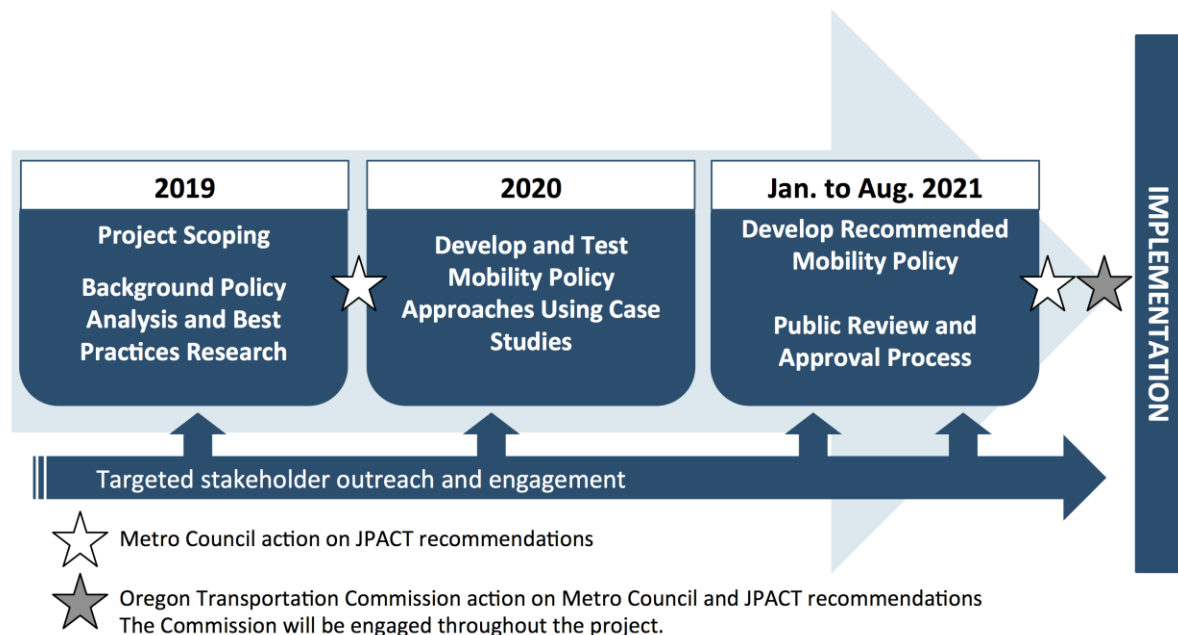 2019
Project Scoping
Background Policy
Analysis and Best
Practices Research
2020
Develop and Test
Mobility Policy
Approaches Using Case
Studies
Jan. to Aug. 2021
Develop Recommended
Mobility Policy
Public Review and
Approval Process
IMPLEMENTATION
Targeted stakeholder outreach and engagement
Metro Council action on JPACT recommendations
Oregon Transportation Commission action on Metro Council and JPACT recommendations
The Commission will be engaged throughout the project.